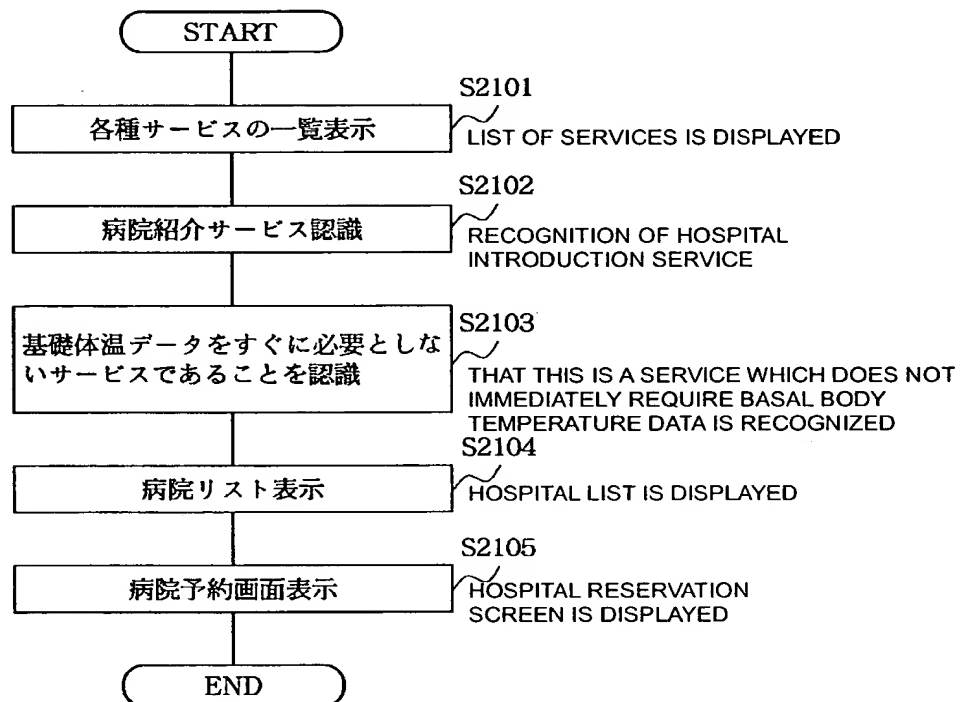 START
S2101
各種サービスの一覧表示
LIST OF SERVICES IS DISPLAYED
S2102
病院紹介サービス認識
RECOGNITION OF HOSPITAL
INTRODUCTION SERVICE
S2103
基礎体温データをすぐに必要としな
いサービスであることを認識
THAT THIS IS A SERVICE WHICH DOES NOT
IMMEDIATELY REQUIRE BASAL BODY
TEMPERATURE DATA IS RECOGNIZED
S2104
病院リスト表示
HOSPITAL LIST IS DISPLAYED
S2105
病院予約画面表示
HOSPITAL RESERVATION
SCREEN IS DISPLAYED
END